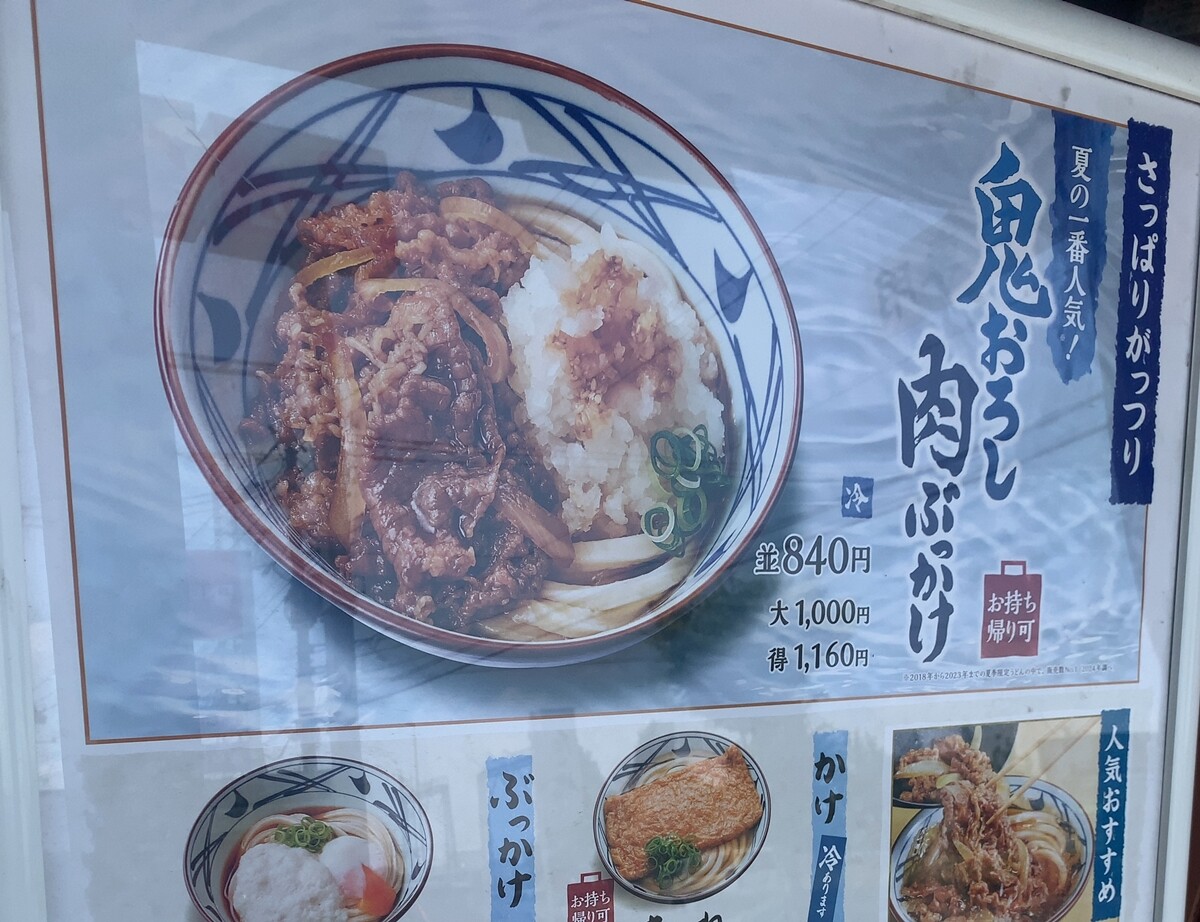 さっぱりがっつり
夏の一番人気！
鬼おろし
肉ぶっかけ
冷
並840円
大1,000円
得1,160円
お持ち
帰り可
人気おすすめ
かけ
冷あります
お持ち
帰り可
ぶっかけ